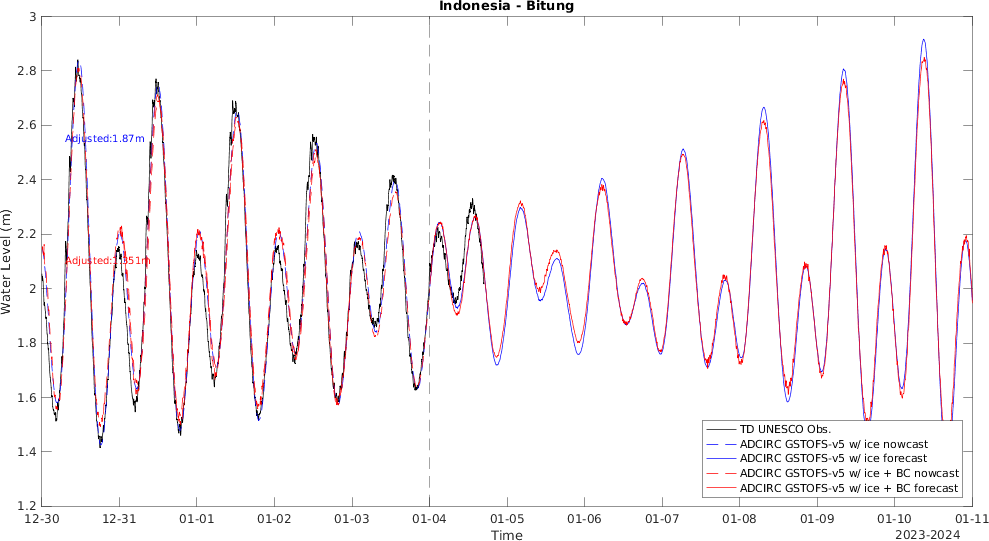 Indonesia - Bitung
3
2.8
2.6
2.4
2.2
2
1.8
1.6
1.4
1.2
Water Level (m)
Adjusted:1.87m
12-30
12-31
01-01
01-02
01-03
01-04
01-05
01-06
01-07
01-08
01-09
01-10
01-11
Time
2023-2024
TD UNESCO Obs.
ADCIRC GSTOFS-v5 w/ ice nowcast
ADCIRC GSTOFS-v5 w/ ice forecast
ADCIRC GSTOFS-v5 w/ ice + BC nowcast
ADCIRC GSTOFS-v5 w/ ice + BC forecast